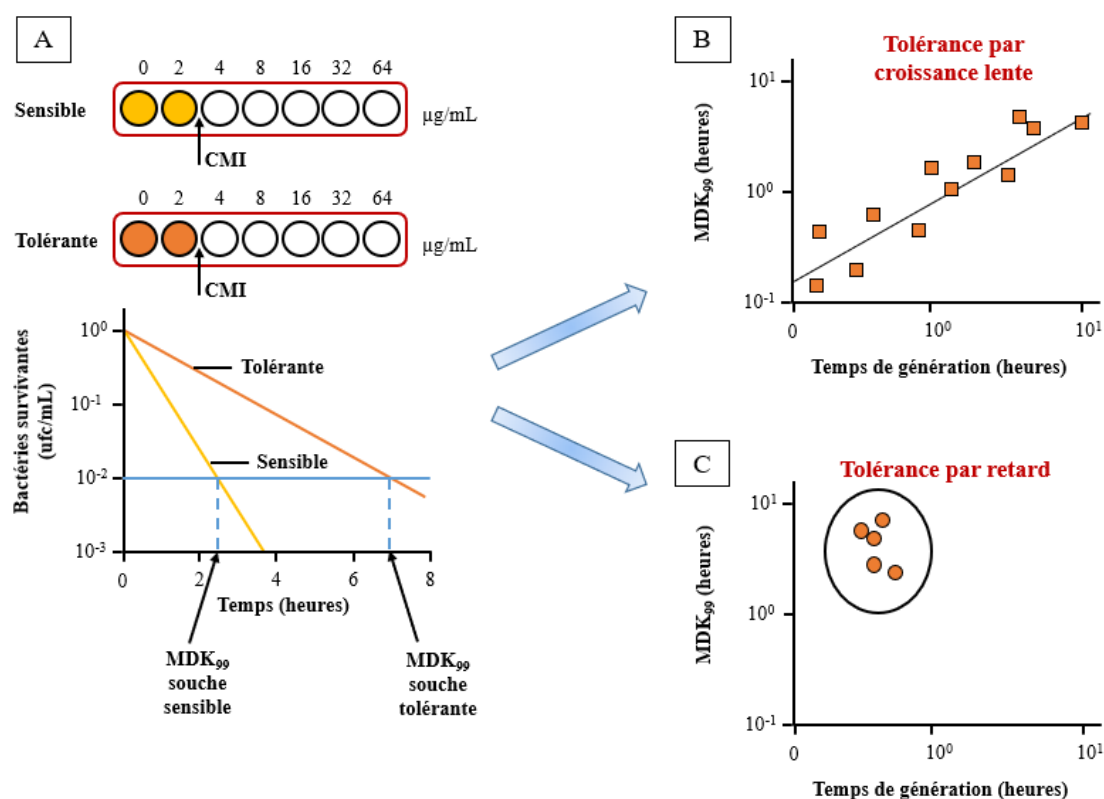 A
0 2 4 8 16 32 64
Sensible
µg/mL
CMI
0 2 4 8 16 32 64
Tolérante
µg/mL
CMI
Bactéries survivantes
(ufc/mL)
10⁰
10⁻¹
10⁻²
10⁻³
Tolérante
Sensible
0 2 4 6 8
Temps (heures)
MDK₉₉
souche
sensible
MDK₉₉
souche
tolérante
B
Tolérance par
croissance lente
MDK₉₉ (heures)
10¹
10⁰
10⁻¹
0 10⁰ 10¹
Temps de génération (heures)
C
Tolérance par retard
MDK₉₉ (heures)
10¹
10⁰
10⁻¹
0 10⁰ 10¹
Temps de génération (heures)